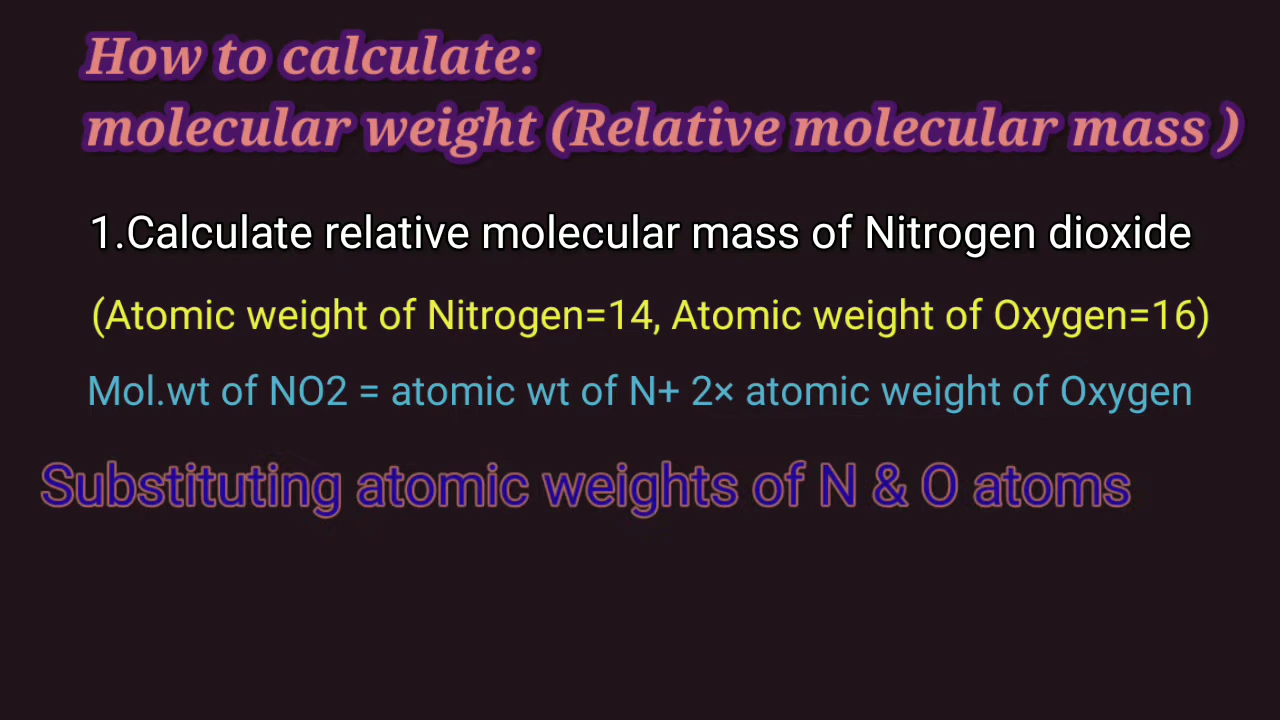 How to calculate:
molecular weight (Relative molecular mass )
1.Calculate relative molecular mass of Nitrogen dioxide
(Atomic weight of Nitrogen=14, Atomic weight of Oxygen=16)
Mol.wt of NO2 = atomic wt of N+ 2× atomic weight of Oxygen
Substituting atomic weights of N & O atoms